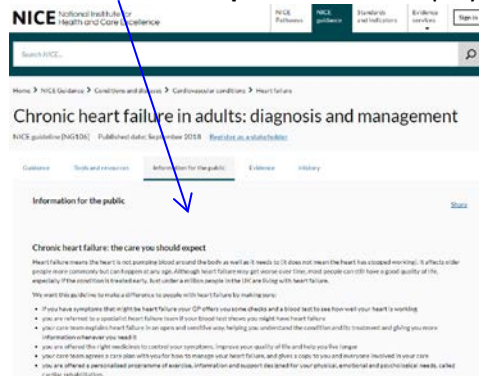 NICE National Institute for
Health and Care Excellence
NICE
Pathways
NICE
guidance
Standards
and indicators
Evidence
services
Sign in
Search NICE...
Home > NICE Guidance > Conditions and diseases > Cardiovascular conditions > Heart failure
Chronic heart failure in adults: diagnosis and management
NICE guideline [NG106] Published date: September 2018 Register as a stakeholder
Guidance Tools and resources Information for the public Evidence History
Information for the public
Share
Chronic heart failure: the care you should expect
Heart failure means the heart is not pumping blood around the body as well as it needs to (it does not mean the heart has stopped working). It affects older
people more commonly but can happen at any age. Although heart failure may get worse over time, most people can still have a good quality of life,
especially if the condition is treated early. Just under a million people in the UK are living with heart failure.
We want this guideline to make a difference to people with heart failure by making sure:
• if you have symptoms that might be heart failure your GP offers you some checks and a blood test to see how well your heart is working
• you are referred to a specialist heart failure team if your blood test shows you might have heart failure
• your care team explains heart failure in an open and sensitive way, helping you understand the condition and its treatment and giving you more
information whenever you need it
• you are offered the right medicines to control your symptoms, improve your quality of life and help you live longer
• your care team agrees a care plan with you for how to manage your heart failure, and gives a copy to you and everyone involved in your care
• you are offered a personalised programme of exercise, information and support designed for your physical, emotional and psychological needs, called
cardiac rehabilitation.